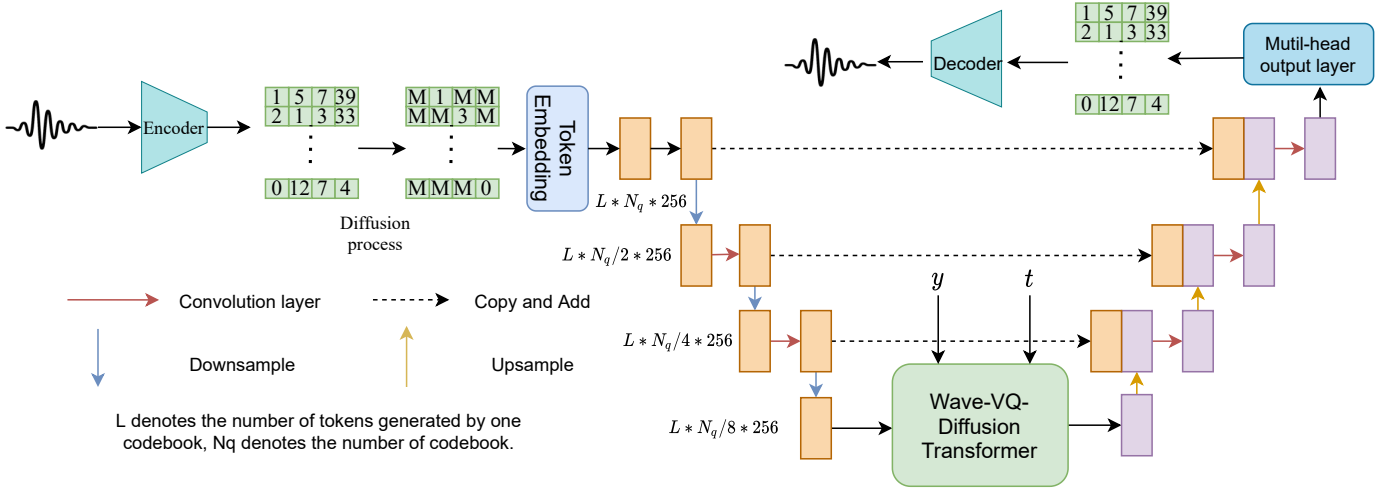 1 5 7 39
2 1 3 33
0 12 7 4
Decoder
Mutil-head
output layer
Encoder
1 5 7 39
2 1 3 33
0 12 7 4
M 1 M M
M M 3 M
M M M 0
Diffusion
process
Token
Embedding
L * N_q * 256
L * N_q/2 * 256
L * N_q/4 * 256
L * N_q/8 * 256
y
t
Wave-VQ-
Diffusion
Transformer
Convolution layer
Copy and Add
Downsample
Upsample
L denotes the number of tokens generated by one
codebook, Nq denotes the number of codebook.